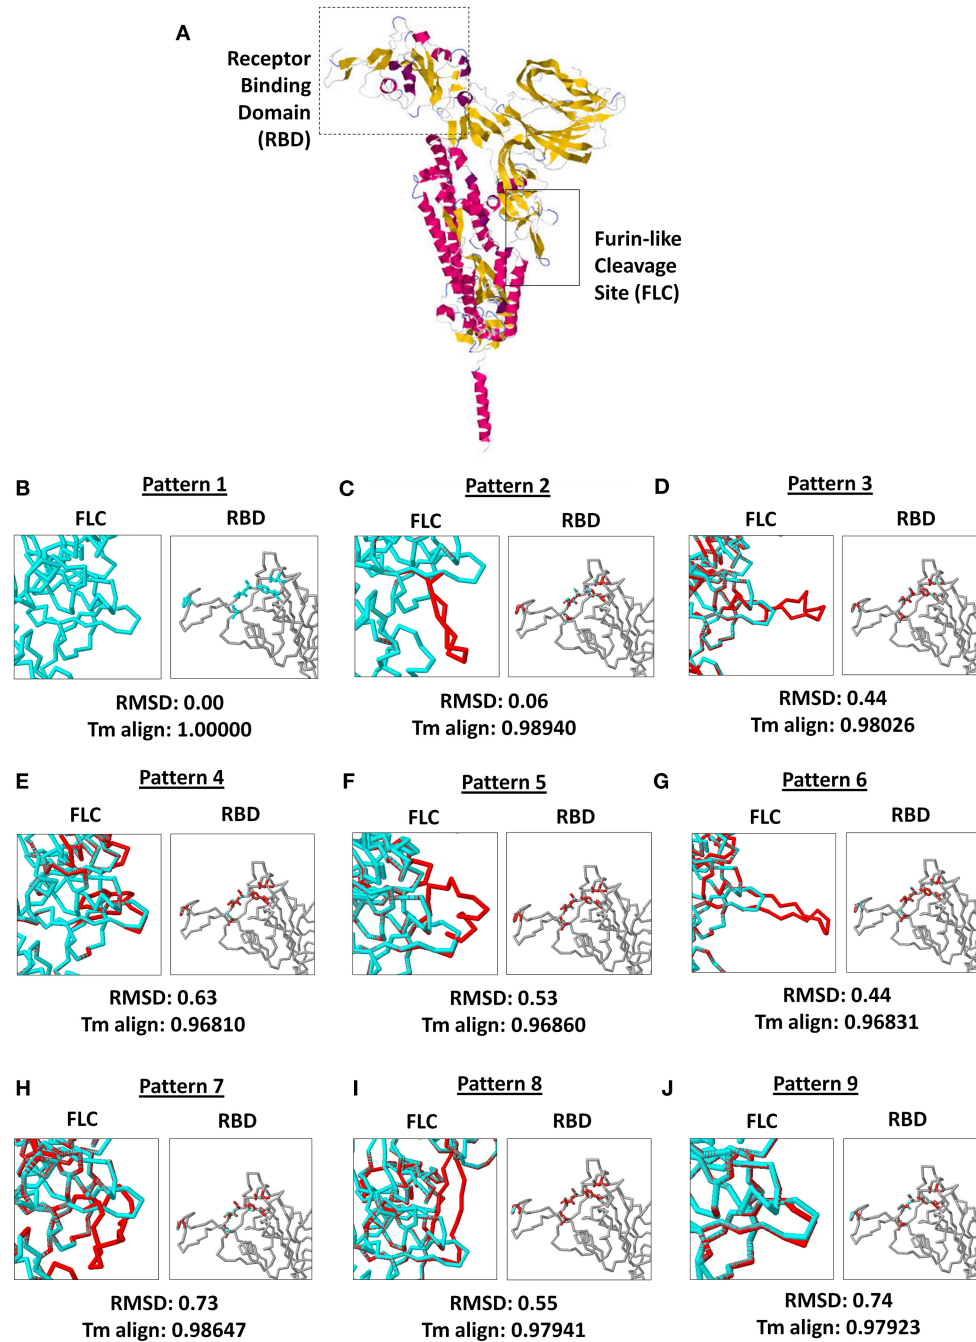 A
Receptor
Binding
Domain
(RBD)
Furin-like
Cleavage
Site (FLC)
B
Pattern 1
FLC RBD
RMSD: 0.00
Tm align: 1.00000
C
Pattern 2
FLC RBD
RMSD: 0.06
Tm align: 0.98940
D
Pattern 3
FLC RBD
RMSD: 0.44
Tm align: 0.98026
E
Pattern 4
FLC RBD
RMSD: 0.63
Tm align: 0.96810
F
Pattern 5
FLC RBD
RMSD: 0.53
Tm align: 0.96860
G
Pattern 6
FLC RBD
RMSD: 0.44
Tm align: 0.96831
H
Pattern 7
FLC RBD
RMSD: 0.73
Tm align: 0.98647
I
Pattern 8
FLC RBD
RMSD: 0.55
Tm align: 0.97941
J
Pattern 9
FLC RBD
RMSD: 0.74
Tm align: 0.97923